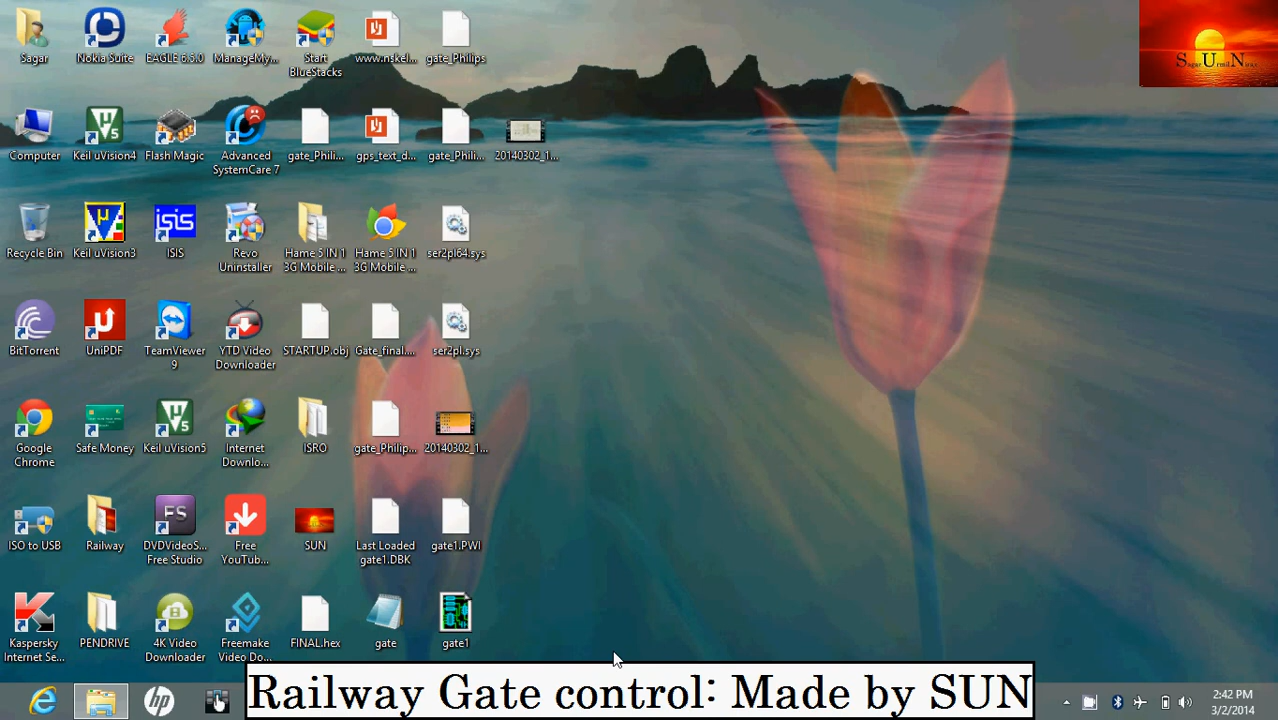 Sagar
Nokia Suite
EAGLE 6.5.0
ManageMy...
Start
BlueStacks
www.nskel...
gate_Philips
Sagar Urmil Niray
Computer
Keil uVision4
Flash Magic
Advanced
SystemCare 7
gate_Phili...
gps_text_d...
gate_Phili...
20140302_1...
Recycle Bin
Keil uVision3
ISIS
Revo
Uninstaller
Hame 5 IN 1
3G Mobile ...
Hame 5 IN 1
3G Mobile ...
ser2pl64.sys
BitTorrent
UniPDF
TeamViewer
9
YTD Video
Downloader
STARTUP.obj
Gate_final....
ser2pl.sys
Google
Chrome
Safe Money
Keil uVision5
Internet
Downlo...
ISRO
gate_Philip...
20140302_1...
ISO to USB
Railway
DVDVideoS...
Free Studio
Free
YouTub...
SUN
Last Loaded
gate1.DBK
gate1.PWI
Kaspersky
Internet Se...
PENDRIVE
4K Video
Downloader
Freemake
Video Do...
FINAL.hex
gate
gate1
Railway Gate control: Made by SUN
2:42 PM
3/2/2014